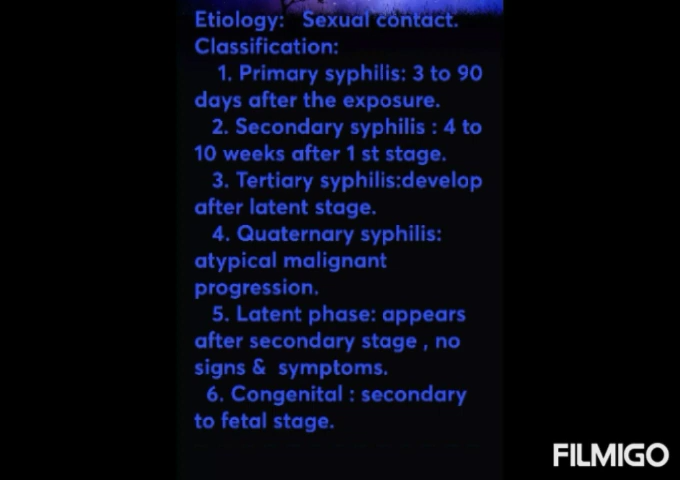 Etiology:  Sexual contact.
Classification:
1. Primary syphilis: 3 to 90
days after the exposure.
2. Secondary syphilis : 4 to
10 weeks after 1 st stage.
3. Tertiary syphilis:develop
after latent stage.
4. Quaternary syphilis:
atypical malignant
progression.
5. Latent phase: appears
after secondary stage , no
signs &  symptoms.
6. Congenital : secondary
to fetal stage.
FILMIGO